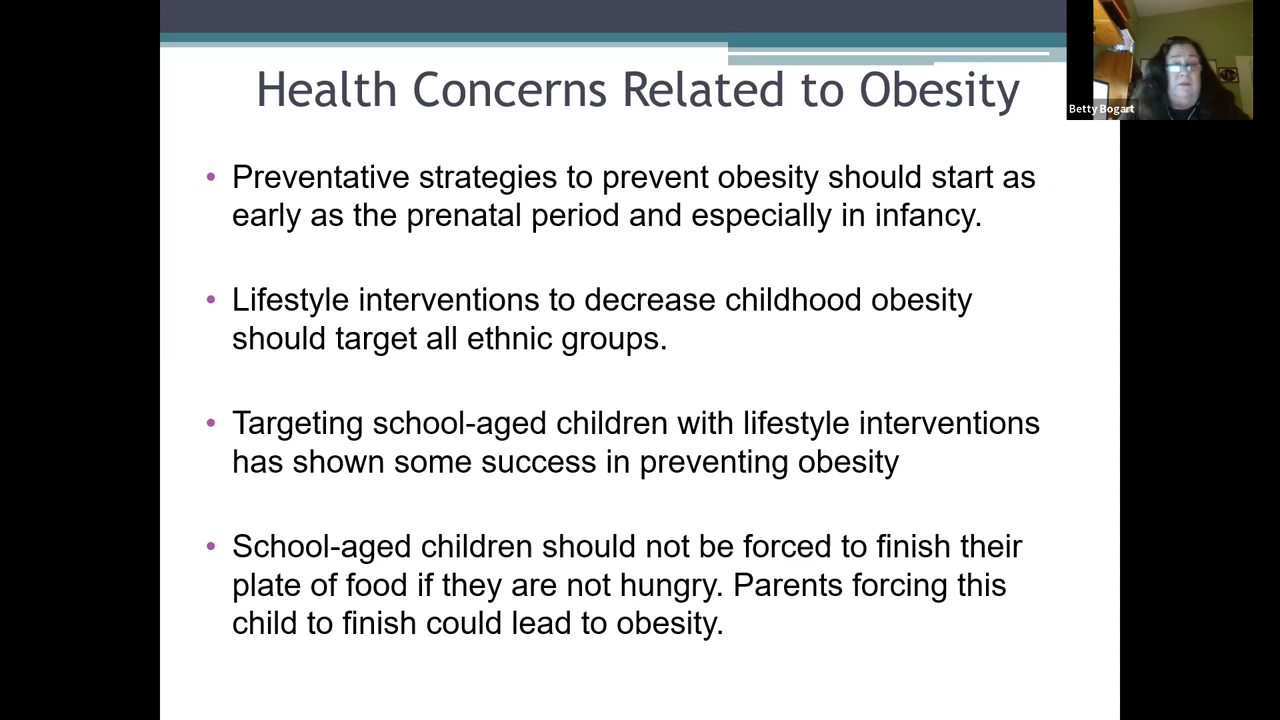 Health Concerns Related to Obesity
Betty Bogart
• Preventative strategies to prevent obesity should start as
early as the prenatal period and especially in infancy.
• Lifestyle interventions to decrease childhood obesity
should target all ethnic groups.
• Targeting school-aged children with lifestyle interventions
has shown some success in preventing obesity
• School-aged children should not be forced to finish their
plate of food if they are not hungry. Parents forcing this
child to finish could lead to obesity.